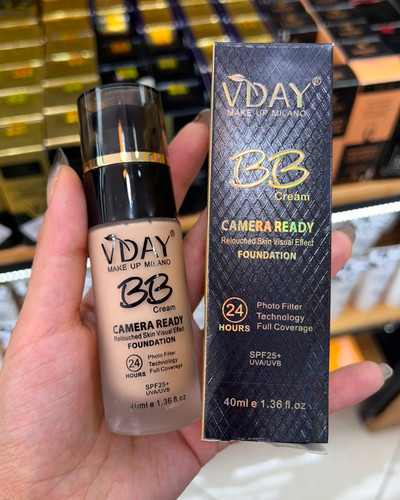 VDAY®
MAKE UP MILANO
BB
Cream
CAMERA READY
Retouched Skin Visual Effect
FOUNDATION
24
HOURS
Photo Filter
Technology
Full Coverage
SPF25+
UVA/UVB
40ml e 1.36 fl.oz
VDAY®
MAKE UP MILANO
BB
Cream
CAMERA READY
Retouched Skin Visual Effect
FOUNDATION
24
HOURS
Photo Filter
Technology
Full Coverage
SPF25+
UVA/UVB
40ml e 1.36 fl.oz